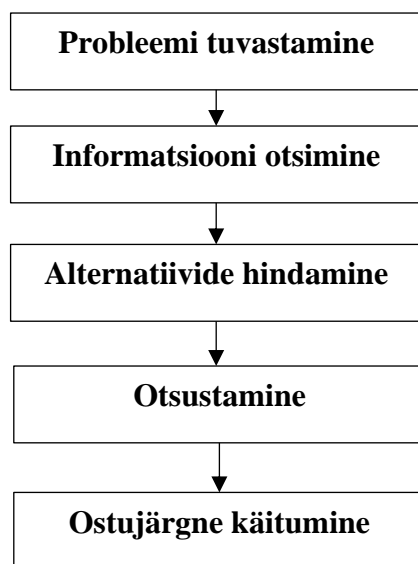 Probleemi tuvastamine
Informatsiooni otsimine
Alternatiivide hindamine
Otsustamine
Ostujärgne käitumine